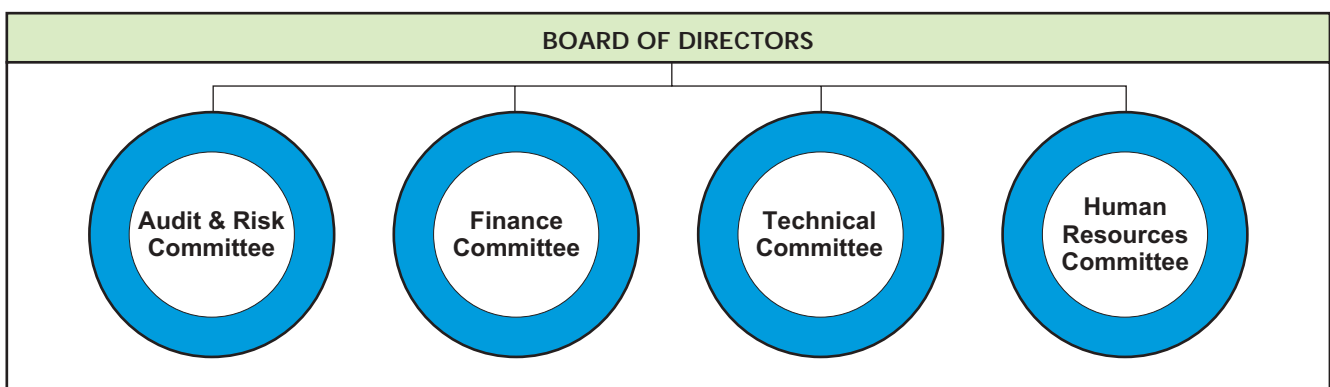 BOARD OF DIRECTORS
Audit & Risk
Committee
Finance
Committee
Technical
Committee
Human
Resources
Committee